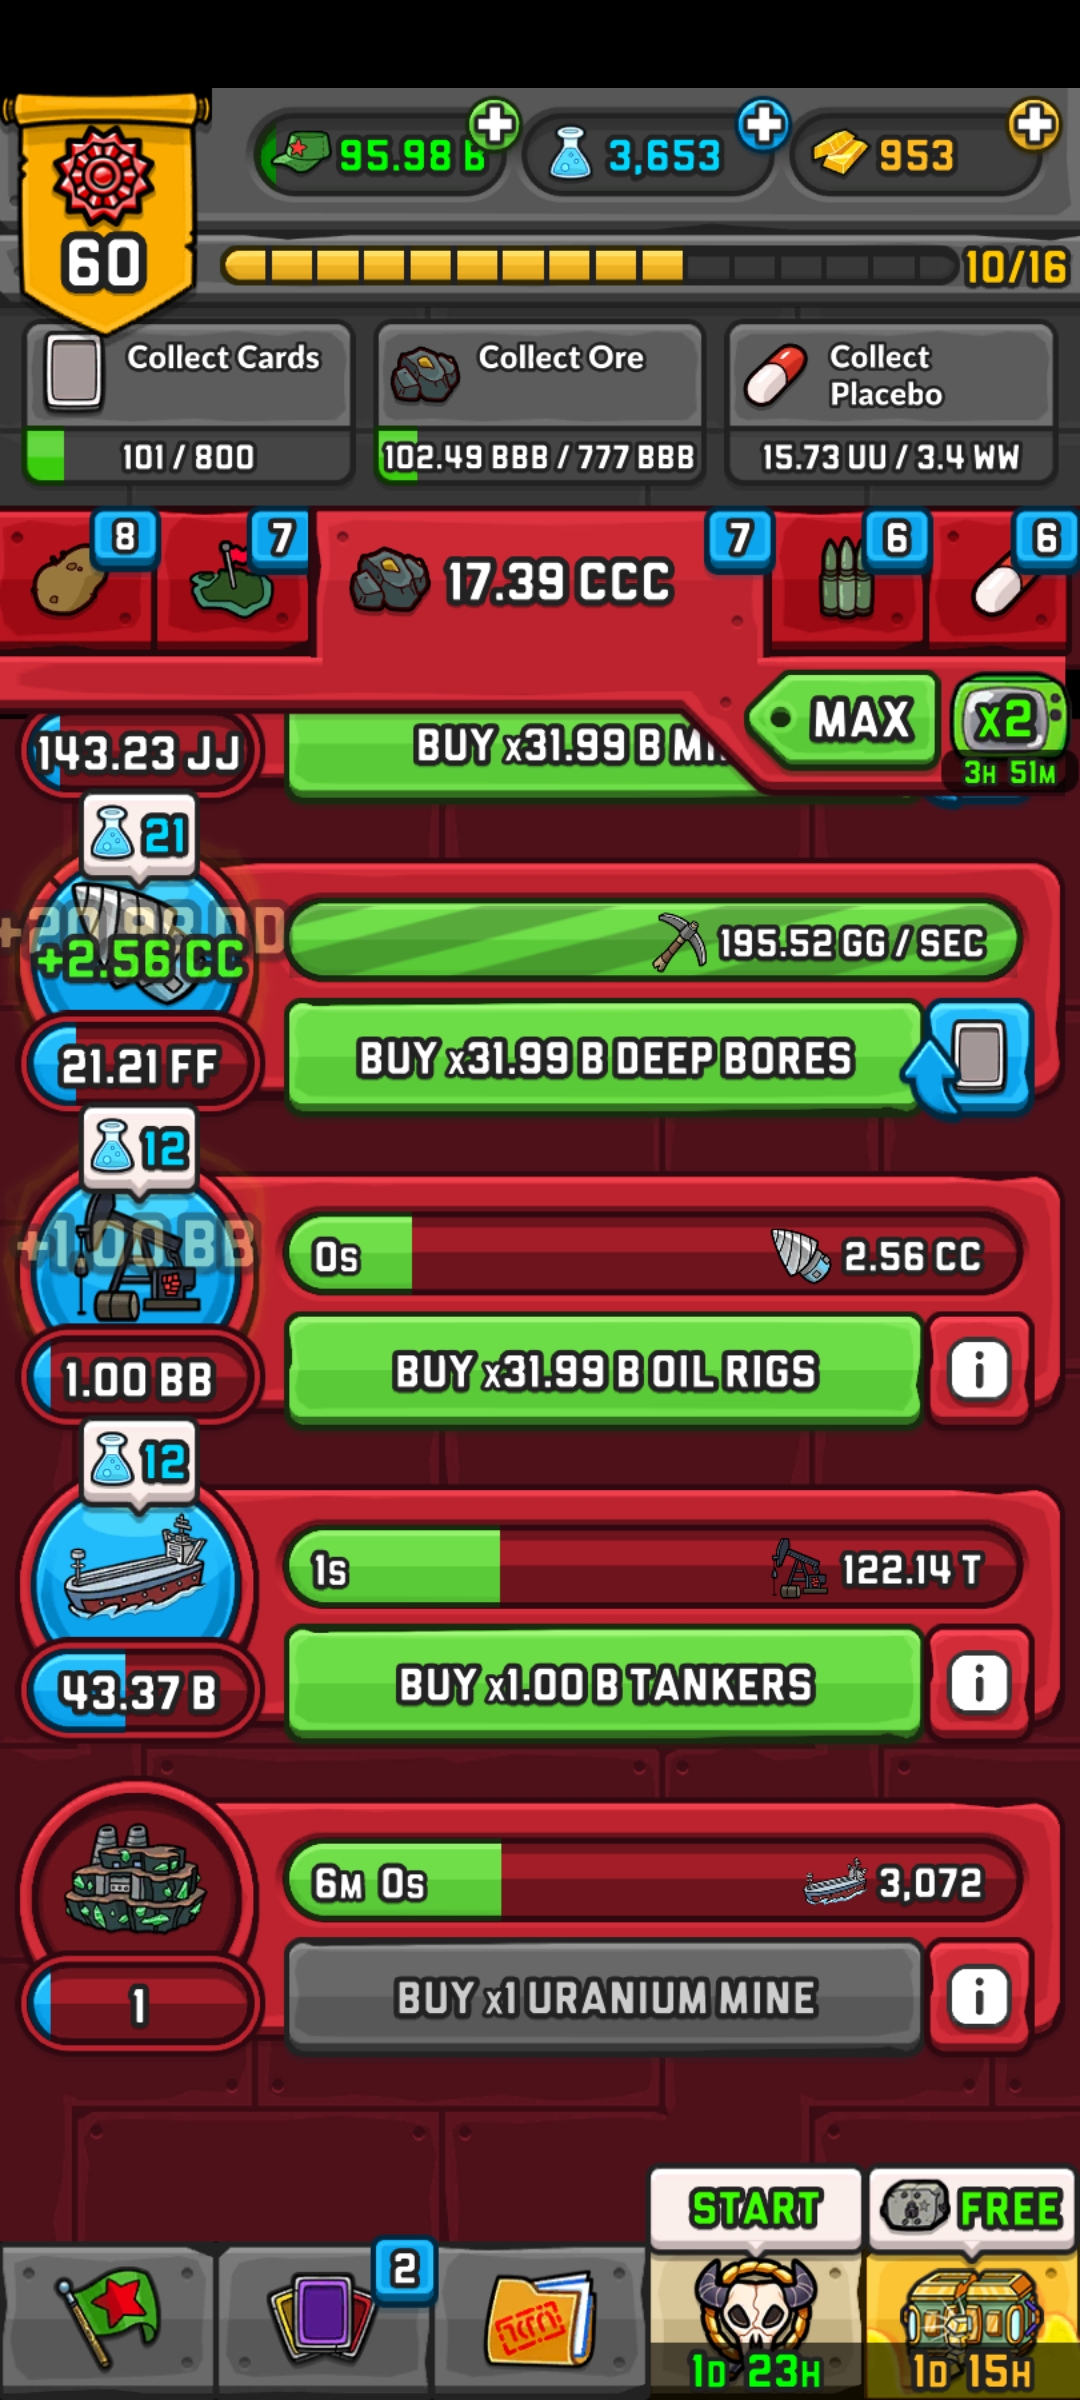 60
95.98 B
3,653
953
10/16
Collect Cards
101 / 800
Collect Ore
102.49 BBB / 777 BBB
Collect
Placebo
15.73 UU / 3.4 WW
8
7
17.39 CCC
7
6
6
MAX
x2
3H 51M
143.23 JJ
BUY x31.99 B
21
+2.56 CC
195.52 GG / SEC
21.21 FF
BUY x31.99 B DEEP BORES
12
+1.00 BB
0s
2.56 CC
1.00 BB
BUY x31.99 B OIL RIGS
12
1s
122.14 T
43.37 B
BUY x1.00 B TANKERS
6M 0s
3,072
1
BUY x1 URANIUM MINE
START
FREE
2
1D 23H
1D 15H